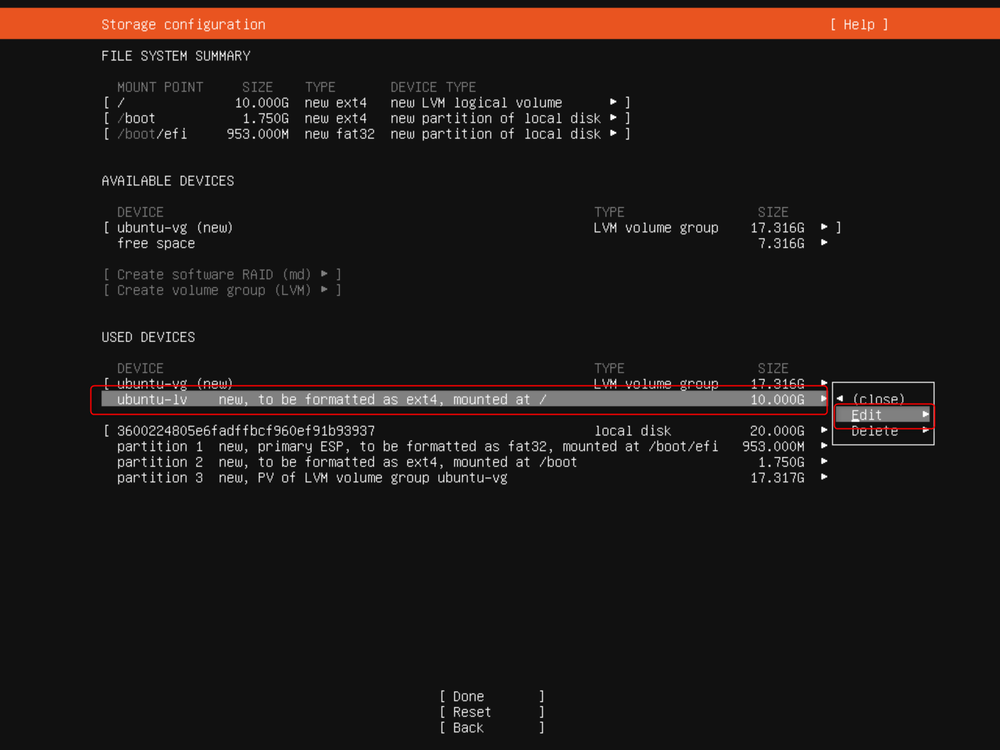 Storage configuration [ Help ]
FILE SYSTEM SUMMARY
MOUNT POINT SIZE TYPE DEVICE TYPE
[ / 10.000G new ext4 new LVM logical volume ▸ ]
[ /boot 1.750G new ext4 new partition of local disk ▸ ]
[ /boot/efi 953.000M new fat32 new partition of local disk ▸ ]
AVAILABLE DEVICES
DEVICE TYPE SIZE
[ ubuntu-vg (new) LVM volume group 17.316G ▸ ]
free space 7.316G ▸
[ Create software RAID (md) ▸ ]
[ Create volume group (LVM) ▸ ]
USED DEVICES
DEVICE TYPE SIZE
[ ubuntu-vg (new) LVM volume group 17.316G ▸
ubuntu-lv new, to be formatted as ext4, mounted at / 10.000G ▸ ◂ (close)
Edit ▸
[ 3600224805e6fadffbcf960ef91b93937 local disk 20.000G ▸ Delete ▸
partition 1 new, primary ESP, to be formatted as fat32, mounted at /boot/efi 953.000M ▸
partition 2 new, to be formatted as ext4, mounted at /boot 1.750G ▸
partition 3 new, PV of LVM volume group ubuntu-vg 17.317G ▸
[ Done ]
[ Reset ]
[ Back ]